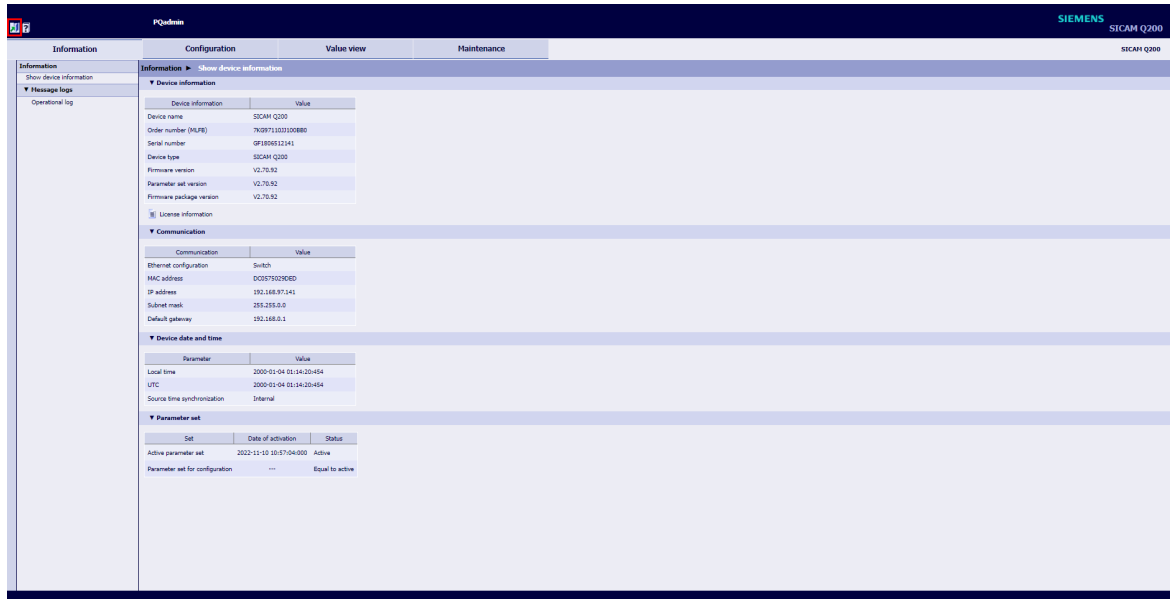 PQadmin
SIEMENS
SICAM Q200
Information Configuration Value view Maintenance SICAM Q200
Information
Show device information
▼ Message logs
Operational log
Information ► Show device information
▼ Device information
Device information Value
Device name SICAM Q200
Order number (MLFB) 7KG97110JJ100BB0
Serial number GF1806512141
Device type SICAM Q200
Firmware version V2.70.92
Parameter set version V2.70.92
Firmware package version V2.70.92
License information
▼ Communication
Communication Value
Ethernet configuration Switch
MAC address DC0575029DED
IP address 192.168.97.141
Subnet mask 255.255.0.0
Default gateway 192.168.0.1
▼ Device date and time
Parameter Value
Local time 2000-01-04 01:14:20:454
UTC 2000-01-04 01:14:20:454
Source time synchronization Internal
▼ Parameter set
Set Date of activation Status
Active parameter set 2022-11-10 10:57:04:000 Active
Parameter set for configuration --- Equal to active